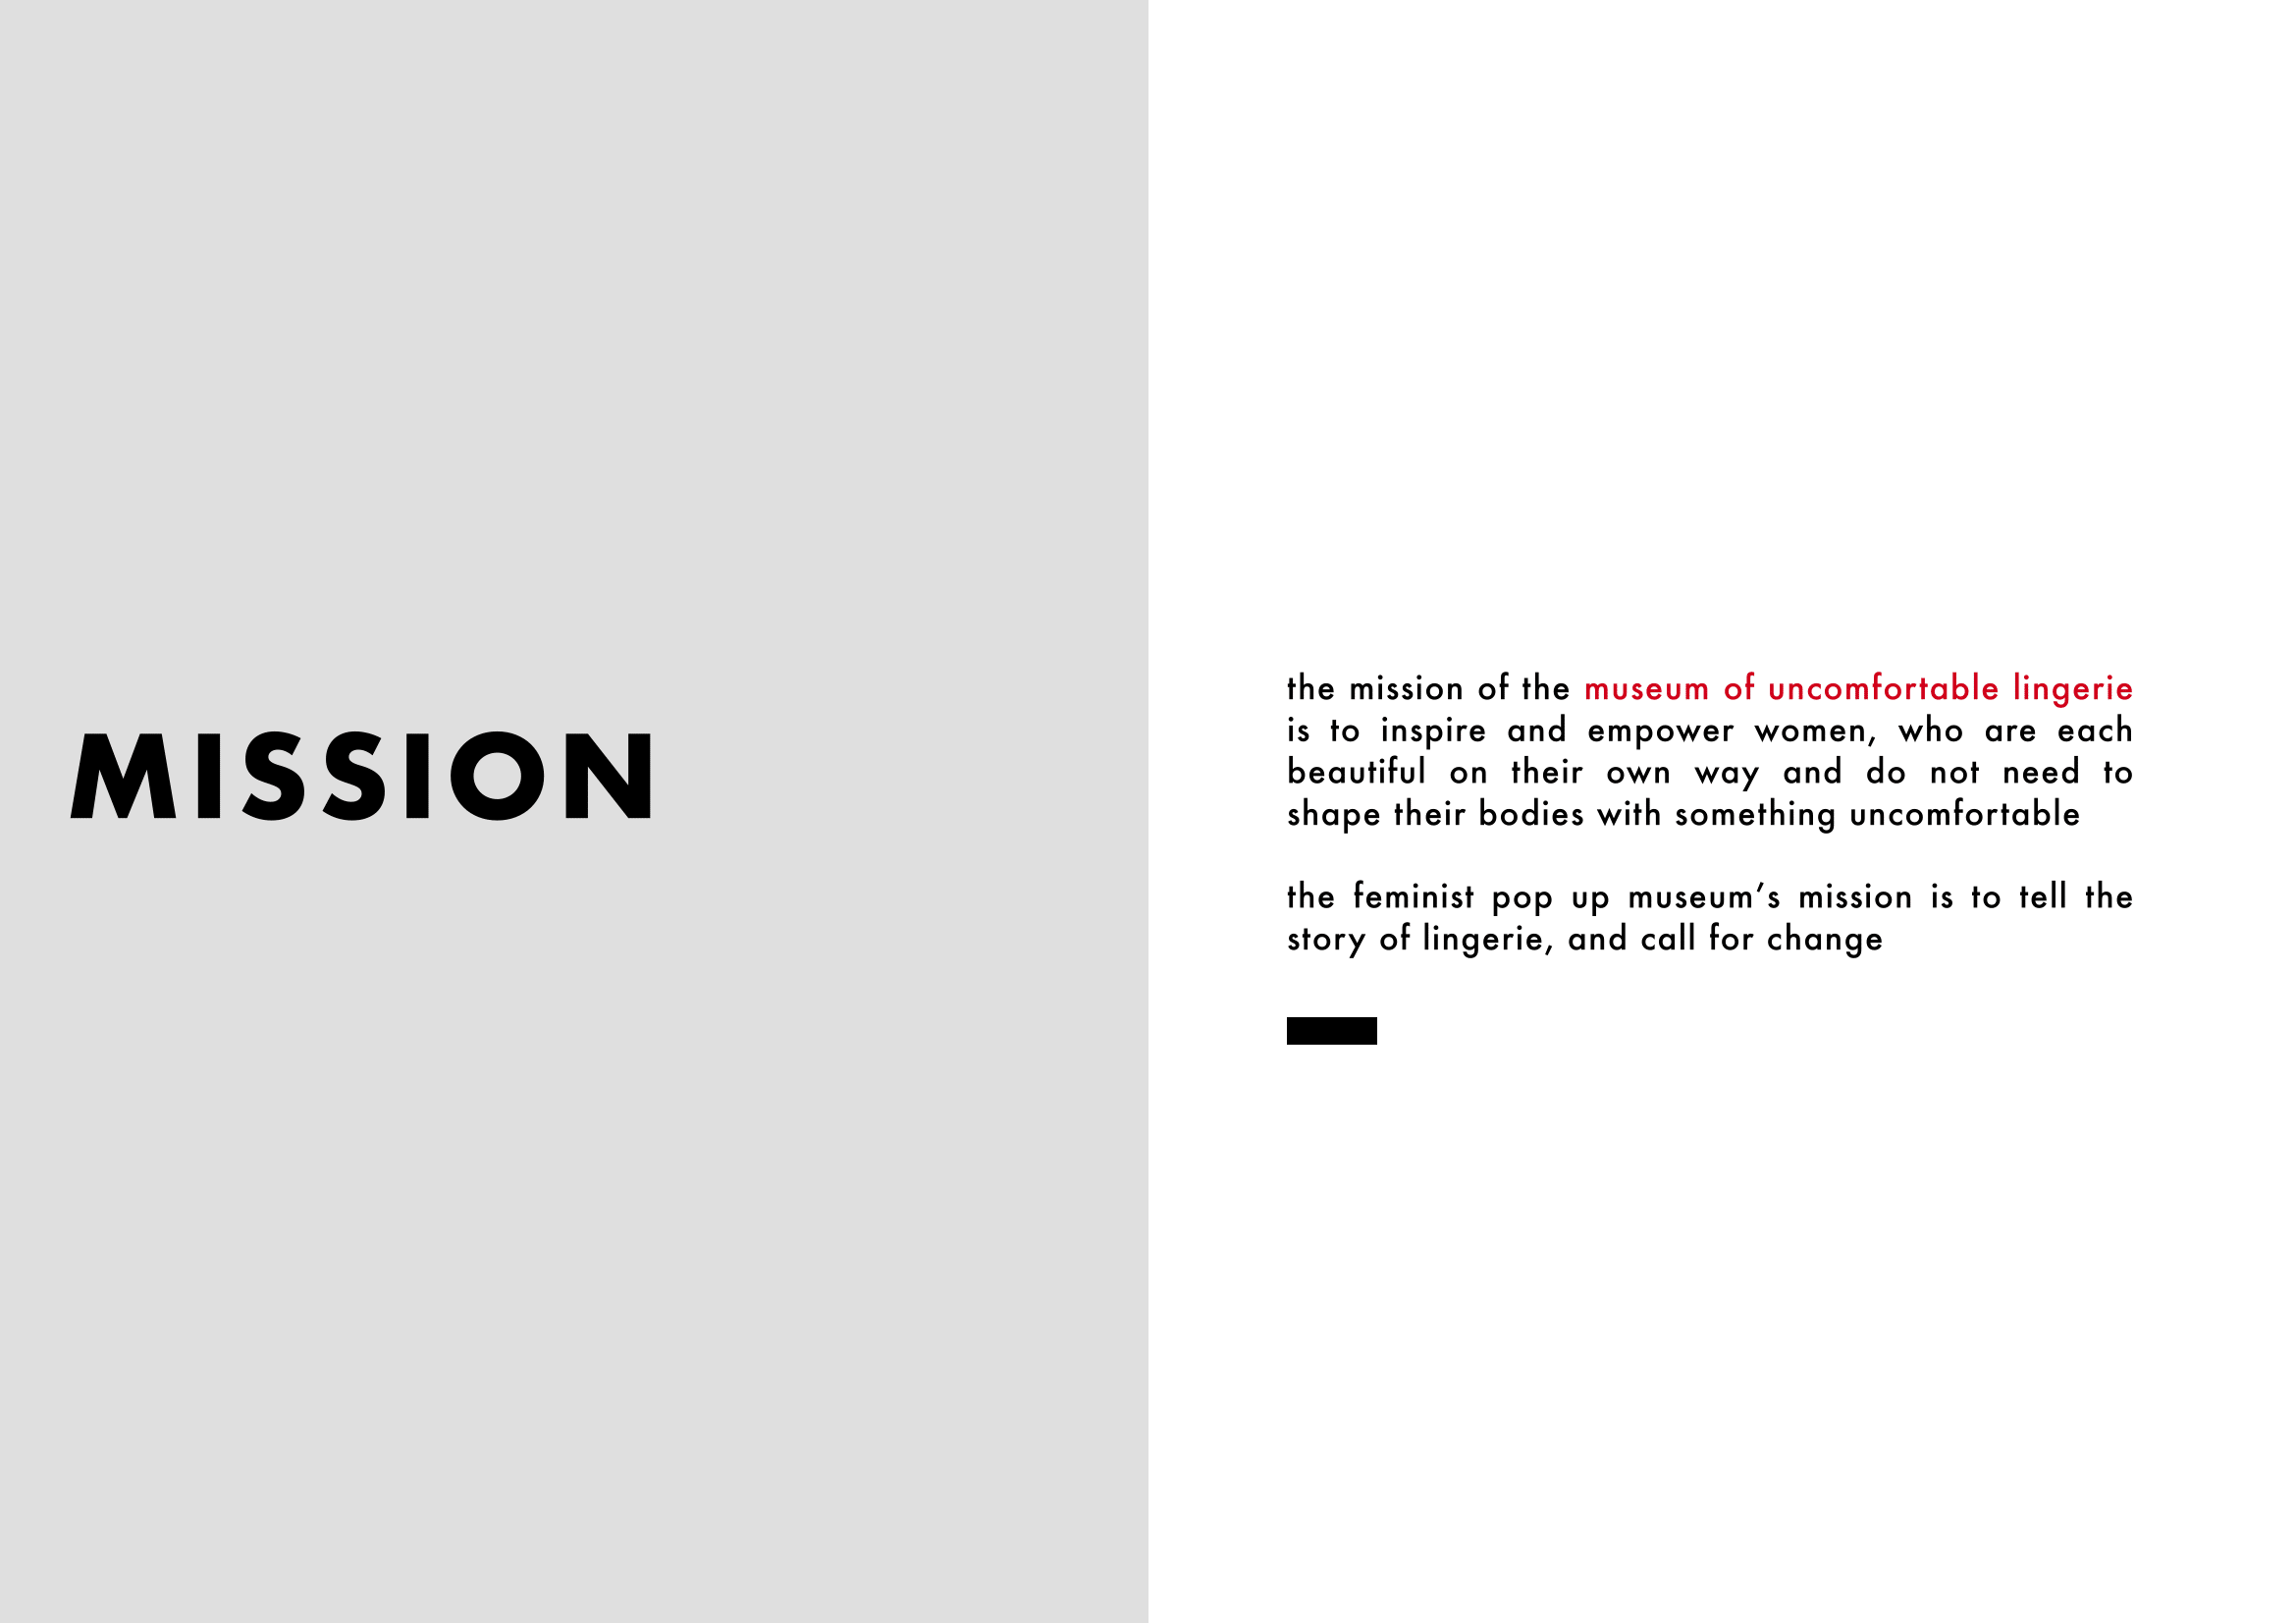 MISSION
the mission of the museum of uncomfortable lingerie
is to inspire and empower women, who are each
beautiful on their own way and do not need to
shape their bodies with something uncomfortable
the feminist pop up museum’s mission is to tell the
story of lingerie, and call for change